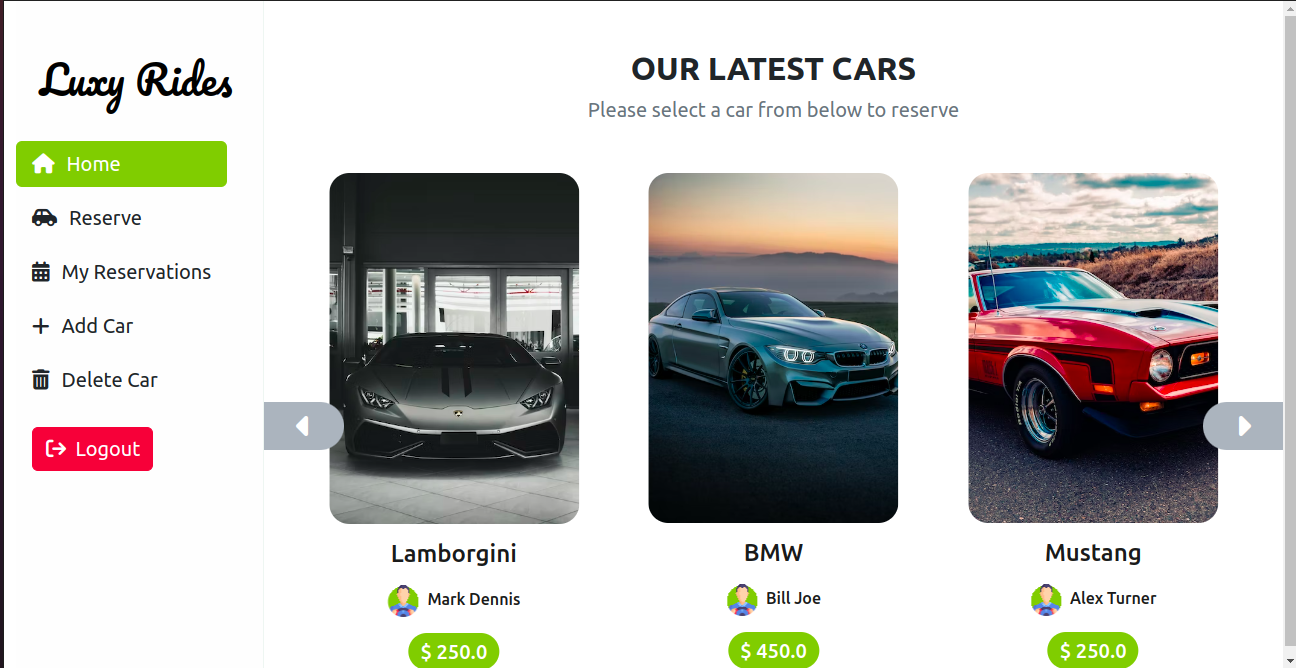 Luxy Rides
Home
Reserve
My Reservations
Add Car
Delete Car
Logout
OUR LATEST CARS
Please select a car from below to reserve
Lamborgini
Mark Dennis
$ 250.0
BMW
Bill Joe
$ 450.0
Mustang
Alex Turner
$ 250.0